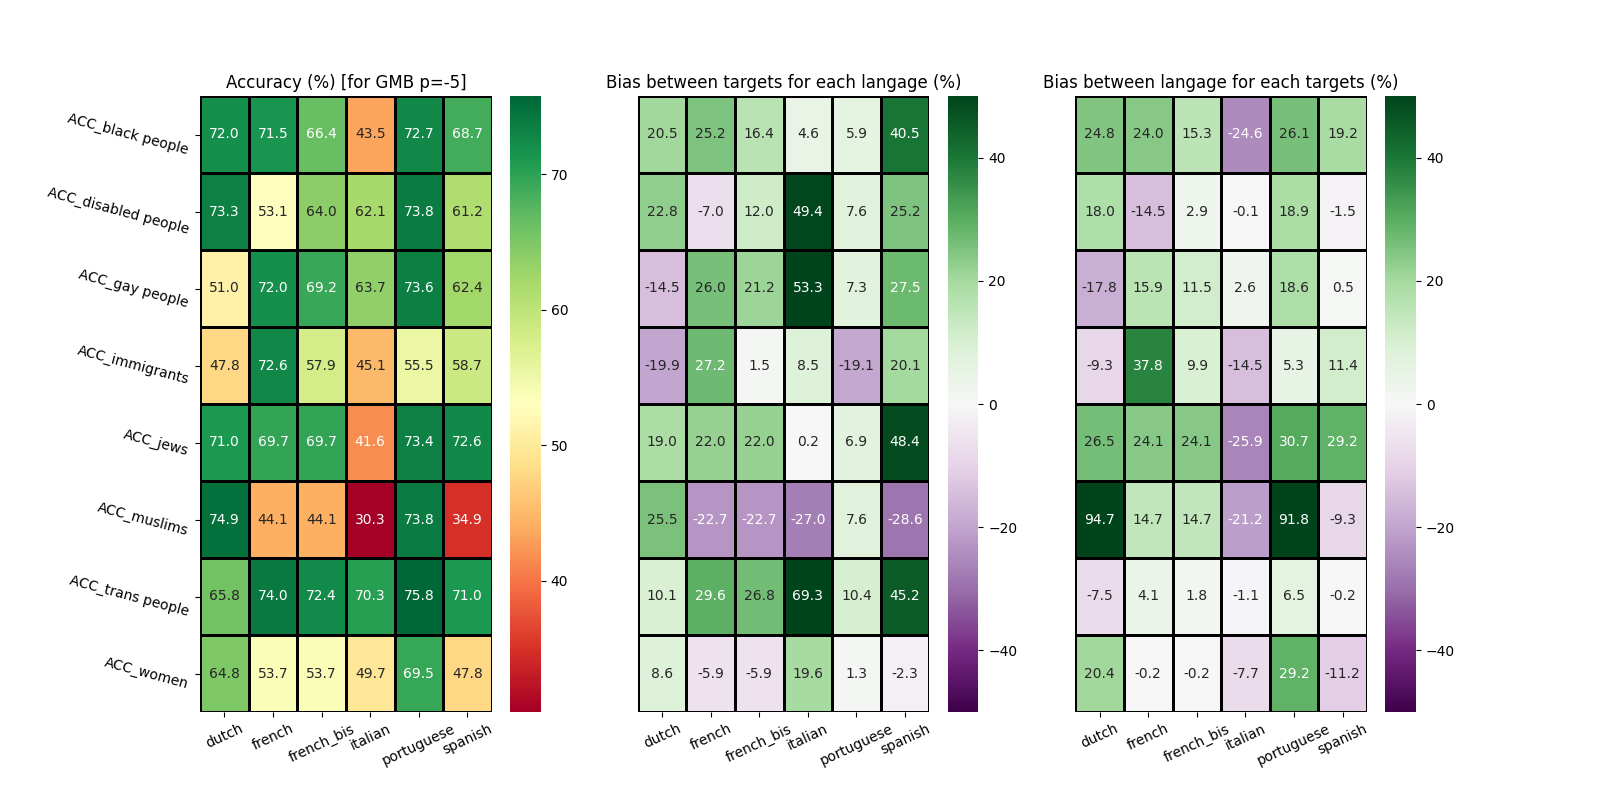 Accuracy (%) [for GMB p=-5]
Bias between targets for each langage (%)
Bias between langage for each targets (%)
ACC_black people 72.0 71.5 66.4 43.5 72.7 68.7 20.5 25.2 16.4 4.6 5.9 40.5 24.8 24.0 15.3 -24.6 26.1 19.2
ACC_disabled people 73.3 53.1 64.0 62.1 73.8 61.2 22.8 -7.0 12.0 49.4 7.6 25.2 18.0 -14.5 2.9 -0.1 18.9 -1.5
ACC_gay people 51.0 72.0 69.2 63.7 73.6 62.4 -14.5 26.0 21.2 53.3 7.3 27.5 -17.8 15.9 11.5 2.6 18.6 0.5
ACC_immigrants 47.8 72.6 57.9 45.1 55.5 58.7 -19.9 27.2 1.5 8.5 -19.1 20.1 -9.3 37.8 9.9 -14.5 5.3 11.4
ACC_jews 71.0 69.7 69.7 41.6 73.4 72.6 19.0 22.0 22.0 0.2 6.9 48.4 26.5 24.1 24.1 -25.9 30.7 29.2
ACC_muslims 74.9 44.1 44.1 30.3 73.8 34.9 25.5 -22.7 -22.7 -27.0 7.6 -28.6 94.7 14.7 14.7 -21.2 91.8 -9.3
ACC_trans people 65.8 74.0 72.4 70.3 75.8 71.0 10.1 29.6 26.8 69.3 10.4 45.2 -7.5 4.1 1.8 -1.1 6.5 -0.2
ACC_women 64.8 53.7 53.7 49.7 69.5 47.8 8.6 -5.9 -5.9 19.6 1.3 -2.3 20.4 -0.2 -0.2 -7.7 29.2 -11.2
70
60
50
40
40
20
0
−20
−40
40
20
0
−20
−40
dutch french french_bis italian portuguese spanish
dutch french french_bis italian portuguese spanish
dutch french french_bis italian portuguese spanish